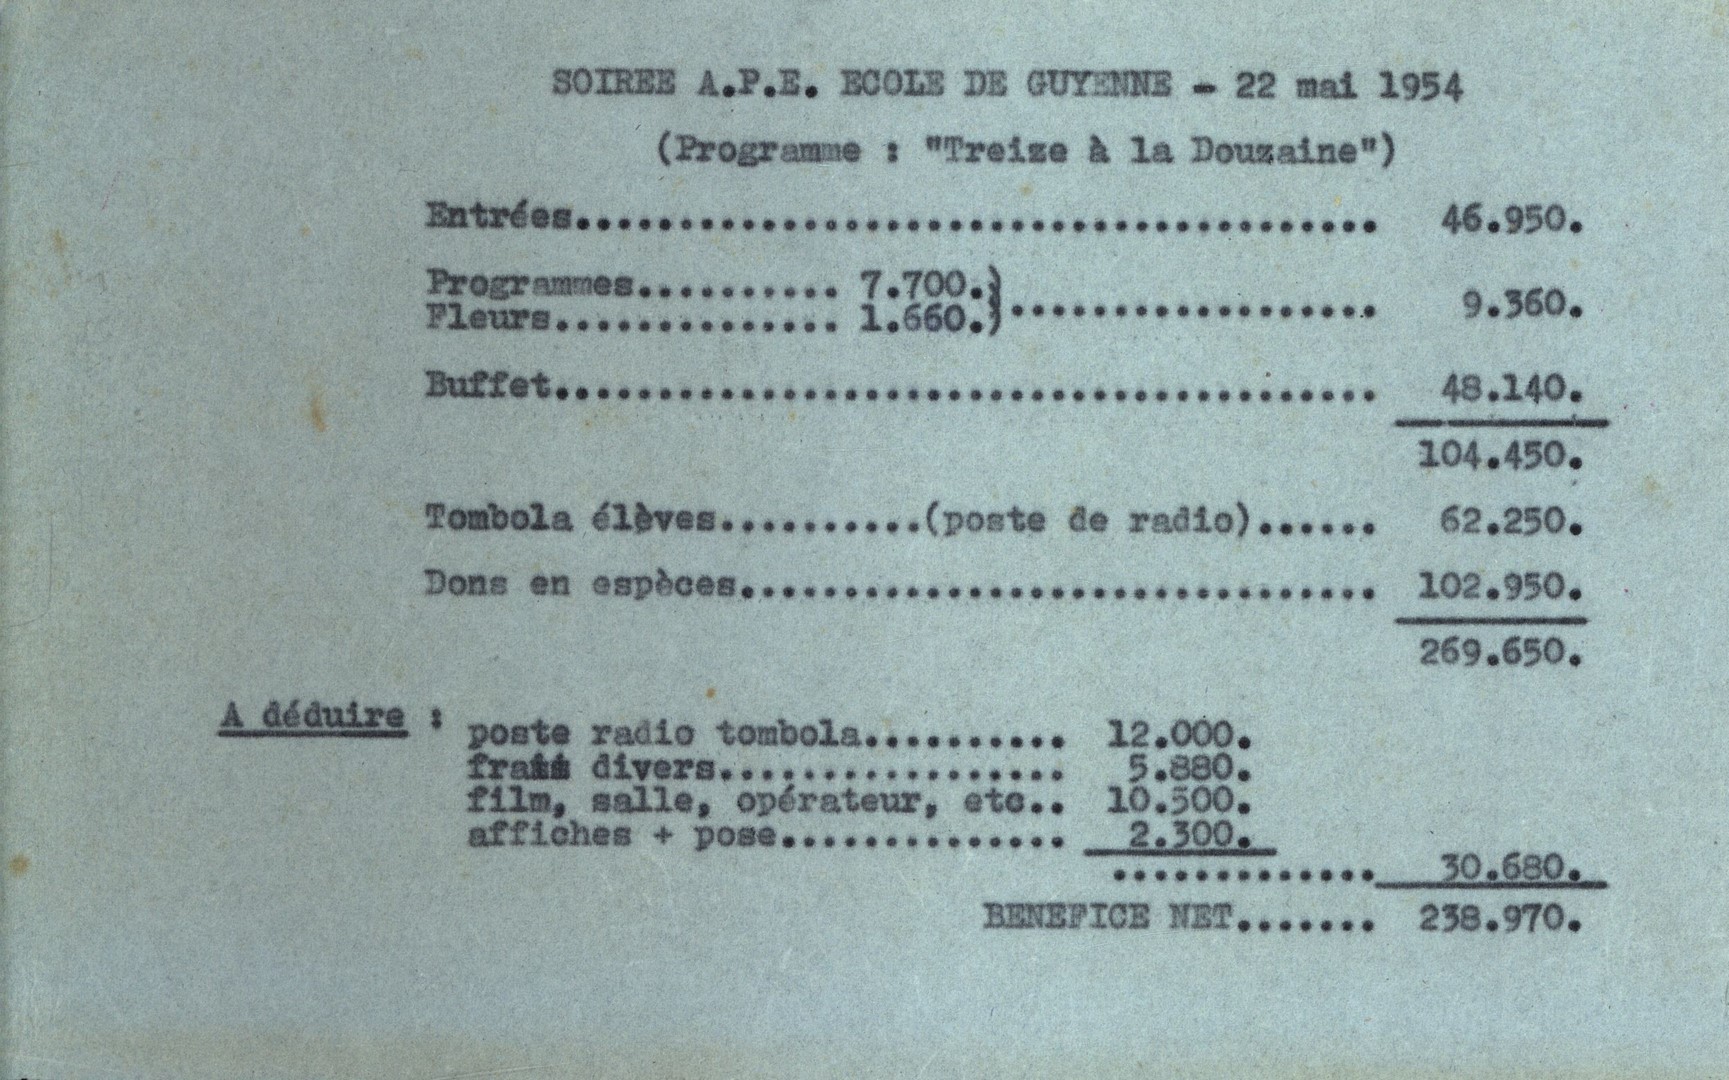 SOIREE A.P.E. ECOLE DE GUYENNE - 22 mai 1954
(Programme : "Treize à la Douzaine")
Entrées....................................... 46.950.
Programmes.......... 7.700.)
Fleurs.............. 1.660.).................. 9.360.
Buffet........................................ 48.140.
104.450.
Tombola élèves..........(poste de radio)...... 62.250.
Dons en espèces............................... 102.950.
269.650.
A déduire :
poste radio tombola.......... 12.000.
frais divers................. 5.880.
film, salle, opérateur, etc.. 10.500.
affiches + pose.............. 2.300.
............. 30.680.
BENEFICE NET....... 238.970.